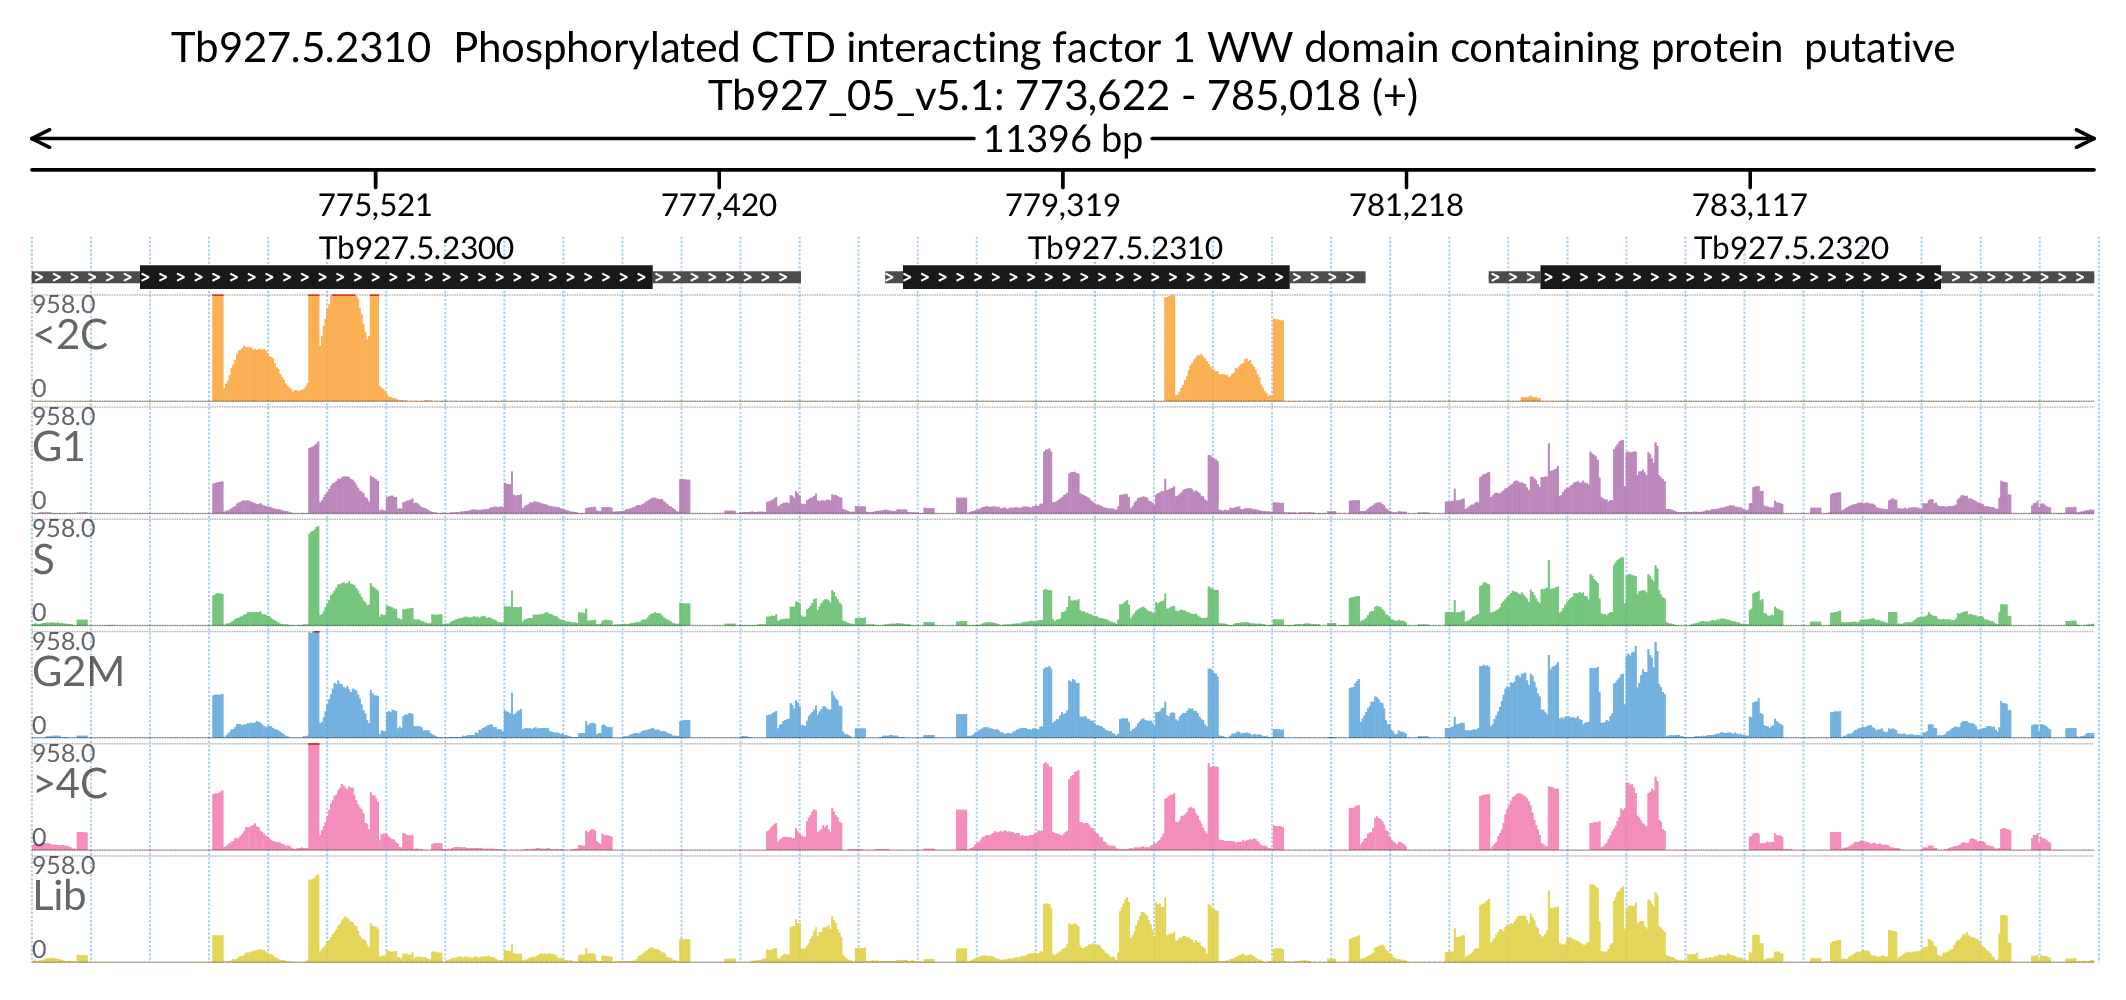 Tb927.5.2310  Phosphorylated CTD interacting factor 1 WW domain containing protein  putative
Tb927_05_v5.1: 773,622 - 785,018 (+)
11396 bp
775,521 777,420 779,319 781,218 783,117
Tb927.5.2300 Tb927.5.2310 Tb927.5.2320
958.0
<2C
0
958.0
G1
0
958.0
S
0
958.0
G2M
0
958.0
>4C
0
958.0
Lib
0